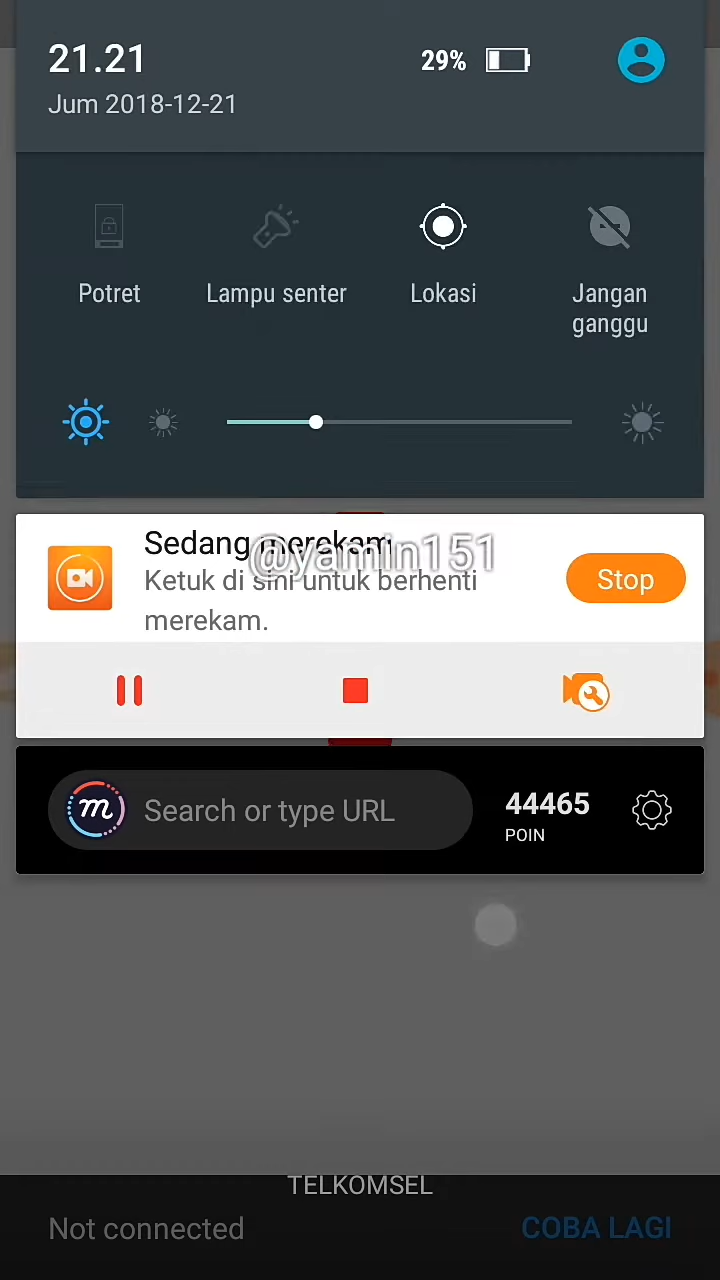 21.21
29%
Jum 2018-12-21
Potret
Lampu senter
Lokasi
Jangan
ganggu
Sedang merekam
@yamin151
Ketuk di sini untuk berhenti
merekam.
Stop
m
Search or type URL
44465
POIN
TELKOMSEL
Not connected
COBA LAGI